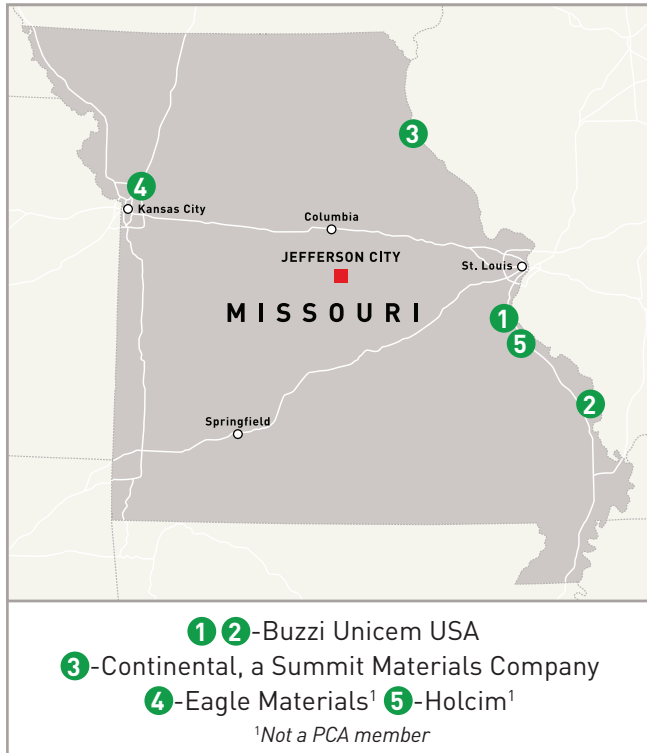 3
4
Kansas City
Columbia
JEFFERSON CITY
St. Louis
MISSOURI
1
5
2
Springfield
1 2-Buzzi Unicem USA
3-Continental, a Summit Materials Company
4-Eagle Materials¹ 5-Holcim¹
¹Not a PCA member